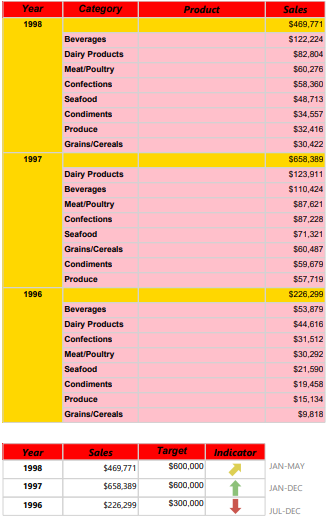 Year Category Product Sales
1998 $469,771
Beverages $122,224
Dairy Products $82,804
Meat/Poultry $60,276
Confections $58,360
Seafood $48,713
Condiments $34,557
Produce $32,416
Grains/Cereals $30,422
1997 $658,389
Dairy Products $123,911
Beverages $110,424
Meat/Poultry $87,621
Confections $87,228
Seafood $71,321
Grains/Cereals $60,487
Condiments $59,679
Produce $57,719
1996 $226,299
Beverages $53,879
Dairy Products $44,616
Confections $31,512
Meat/Poultry $30,292
Seafood $21,590
Condiments $19,458
Produce $15,134
Grains/Cereals $9,818
Year Sales Target Indicator
1998 $469,771 $600,000 JAN-MAY
1997 $658,389 $600,000 JAN-DEC
1996 $226,299 $300,000 JUL-DEC